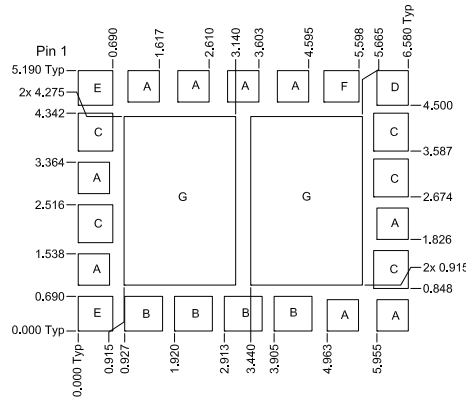 0.690
1.617
2.610
3.140
3.603
4.595
5.598
5.665
6.580 Typ
Pin 1
5.190 Typ
2x 4.275
4.342
3.364
2.516
1.538
0.690
0.000 Typ
E A A A A F D
C C
A C
G G
C A
A C
E B B B B A A
4.500
3.587
2.674
1.826
2x 0.915
0.848
0.000 Typ
0.915
0.927
1.920
2.913
3.440
3.905
4.963
5.955